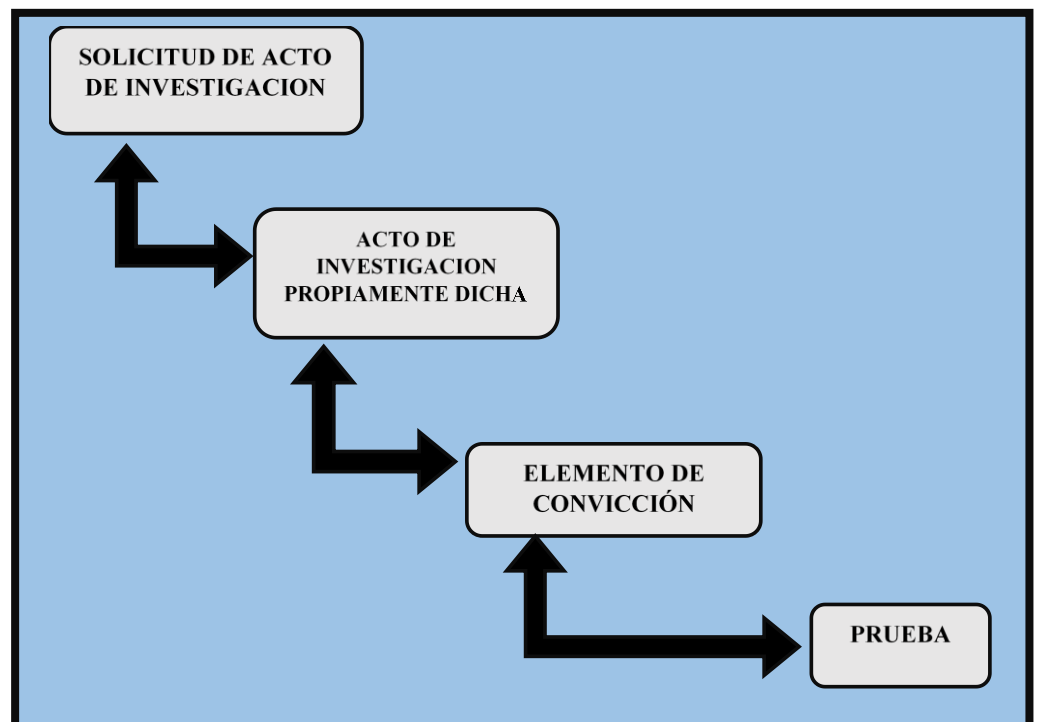 SOLICITUD DE ACTO
DE INVESTIGACION
ACTO DE
INVESTIGACION
PROPIAMENTE DICHA
ELEMENTO DE
CONVICCIÓN
PRUEBA